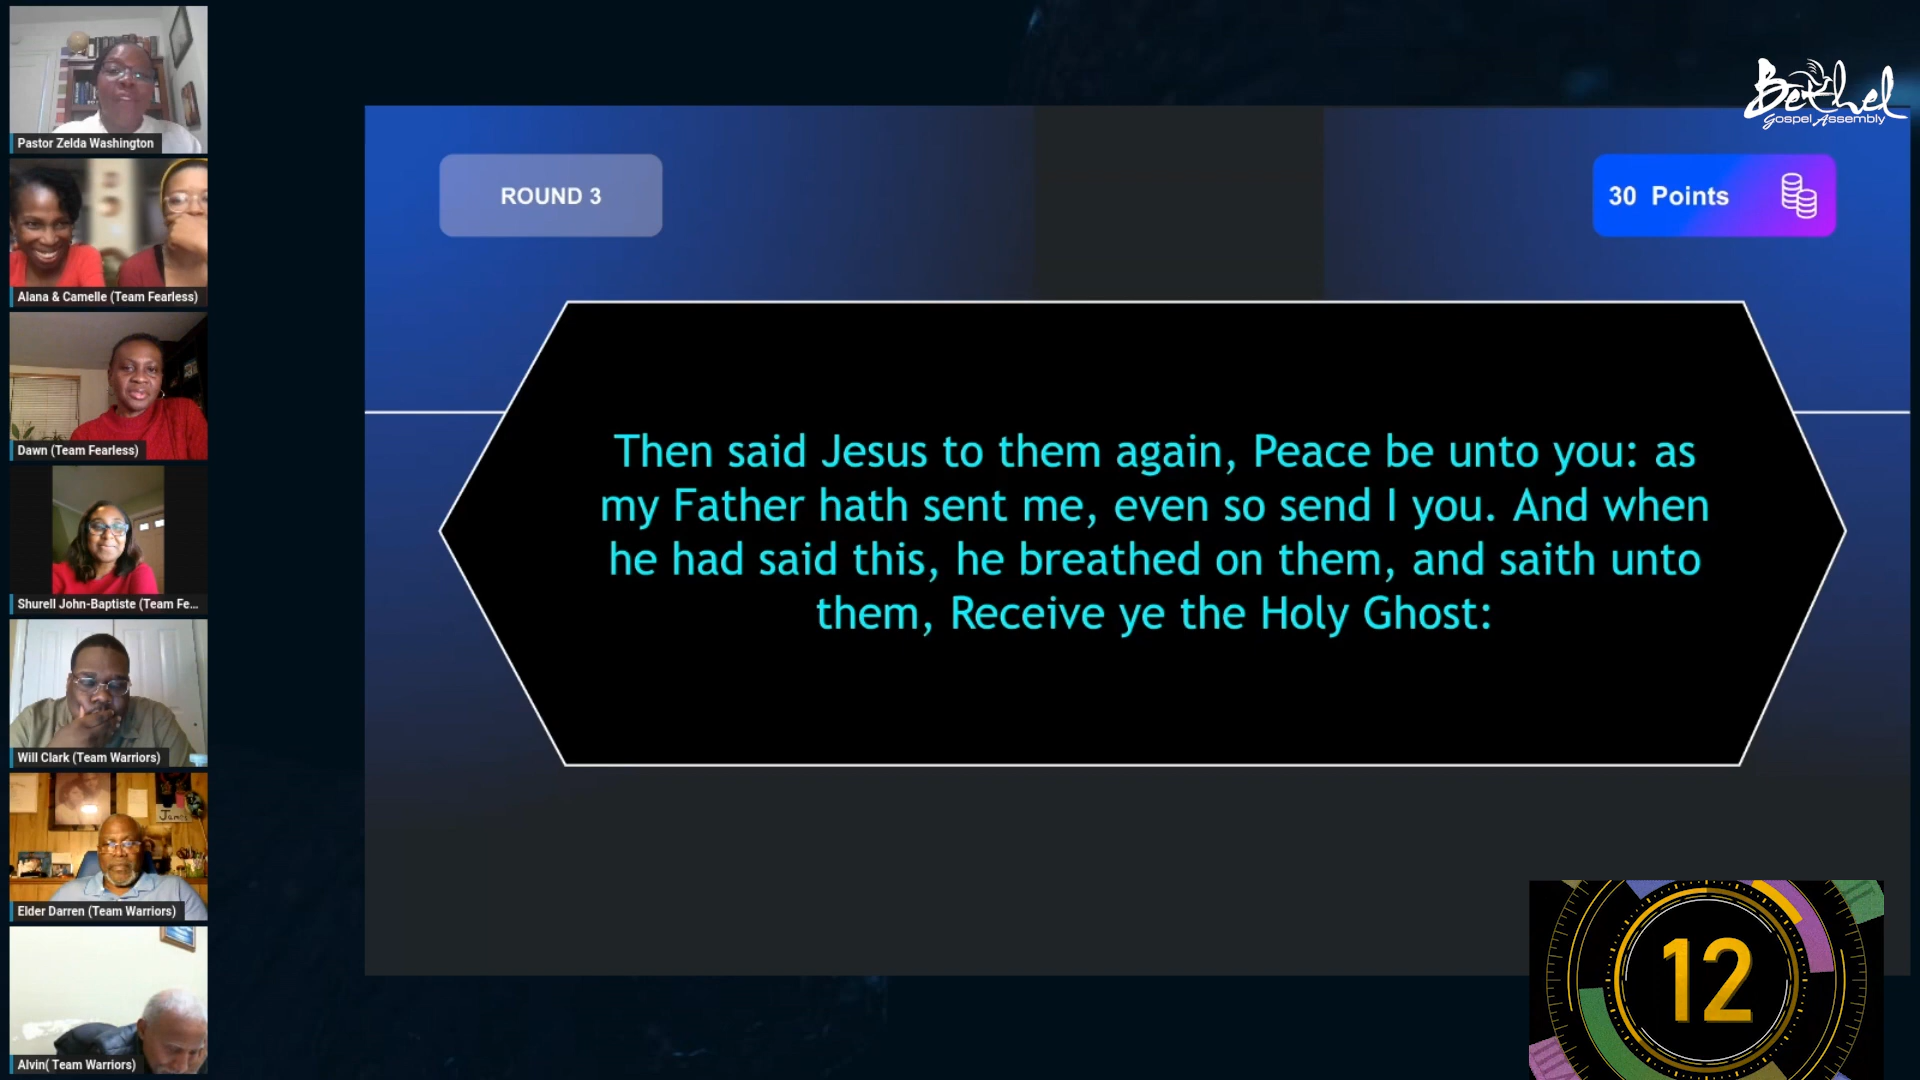 Pastor Zelda Washington
Alana & Camelle (Team Fearless)
Dawn (Team Fearless)
Shurell John-Baptiste (Team Fe...
Will Clark (Team Warriors)
Elder Darren (Team Warriors)
Alvin( Team Warriors)
Bethel
Gospel Assembly
ROUND 3
30 Points
Then said Jesus to them again, Peace be unto you: as
my Father hath sent me, even so send I you. And when
he had said this, he breathed on them, and saith unto
them, Receive ye the Holy Ghost:
12